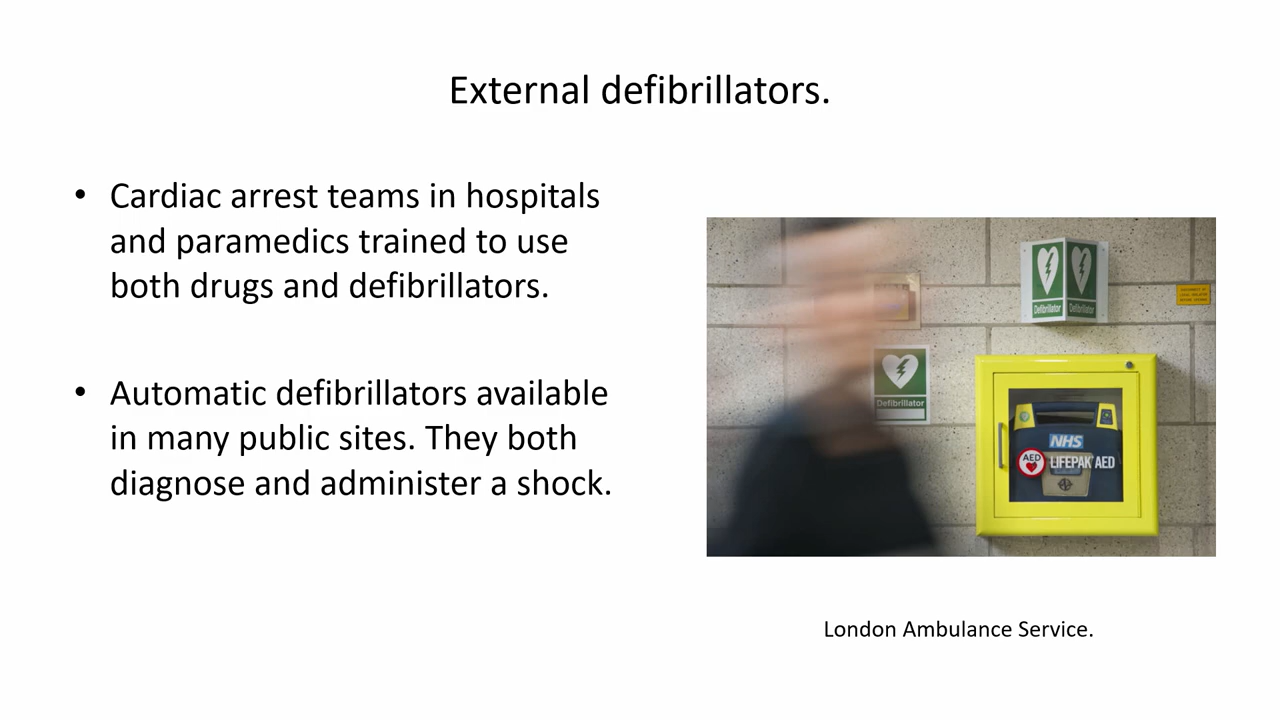 External defibrillators.
• Cardiac arrest teams in hospitals
and paramedics trained to use
both drugs and defibrillators.
• Automatic defibrillators available
in many public sites. They both
diagnose and administer a shock.
Defibrillator Defibrillator
Defibrillator
NHS
AED LIFEPAK AED
London Ambulance Service.